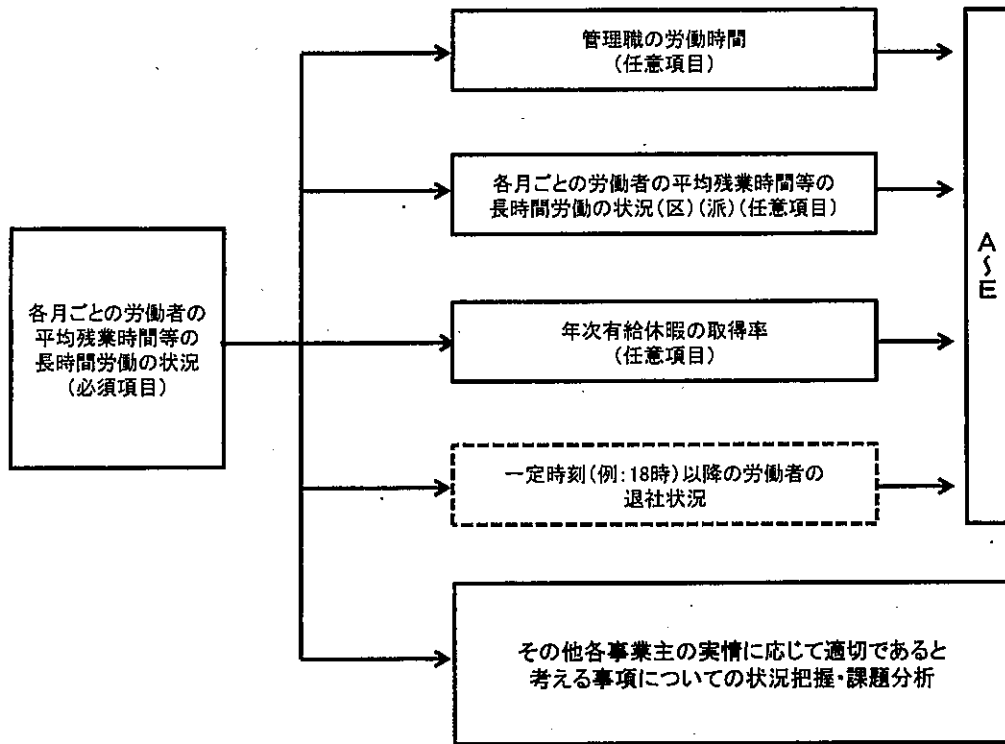 管理職の労働時間
(任意項目)
各月ごとの労働者の平均残業時間等の
長時間労働の状況(区)(派)(任意項目)
各月ごとの労働者の
平均残業時間等の
長時間労働の状況
(必須項目)
年次有給休暇の取得率
(任意項目)
一定時刻(例:18時)以降の労働者の
退社状況
A~E
その他各事業主の実情に応じて適切であると
考える事項についての状況把握・課題分析